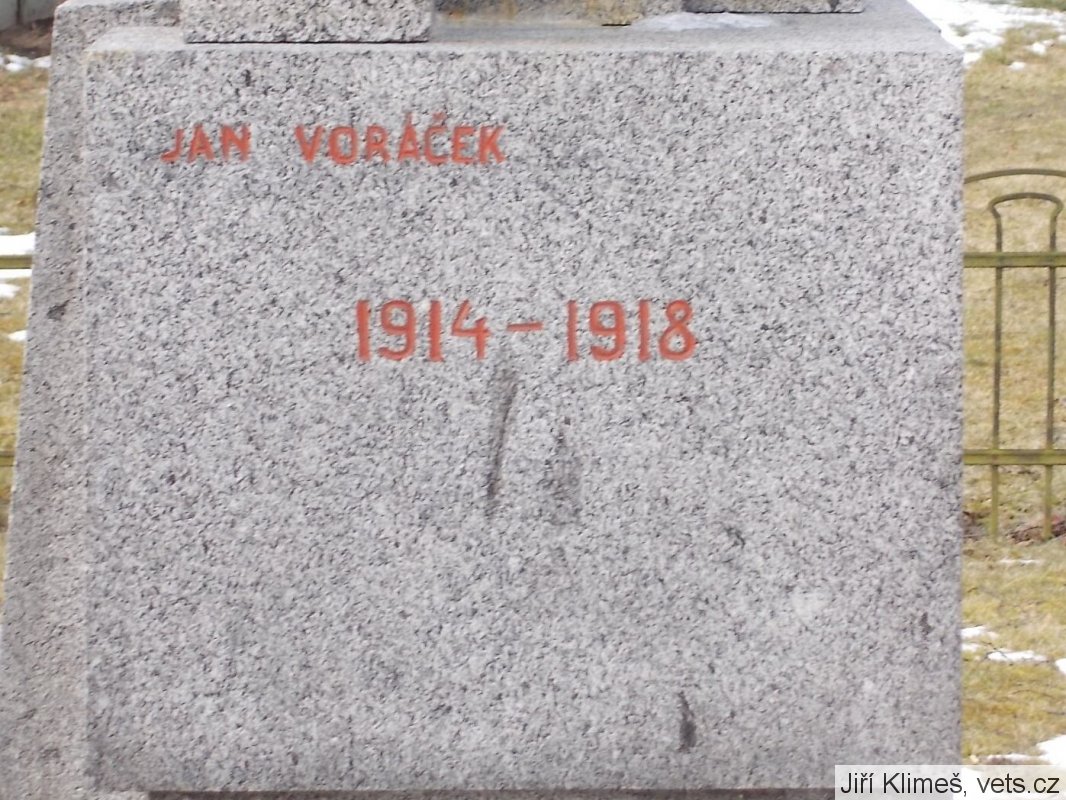 JAN VORÁČEK
1914 - 1918
Jiří Klimeš, vets.cz